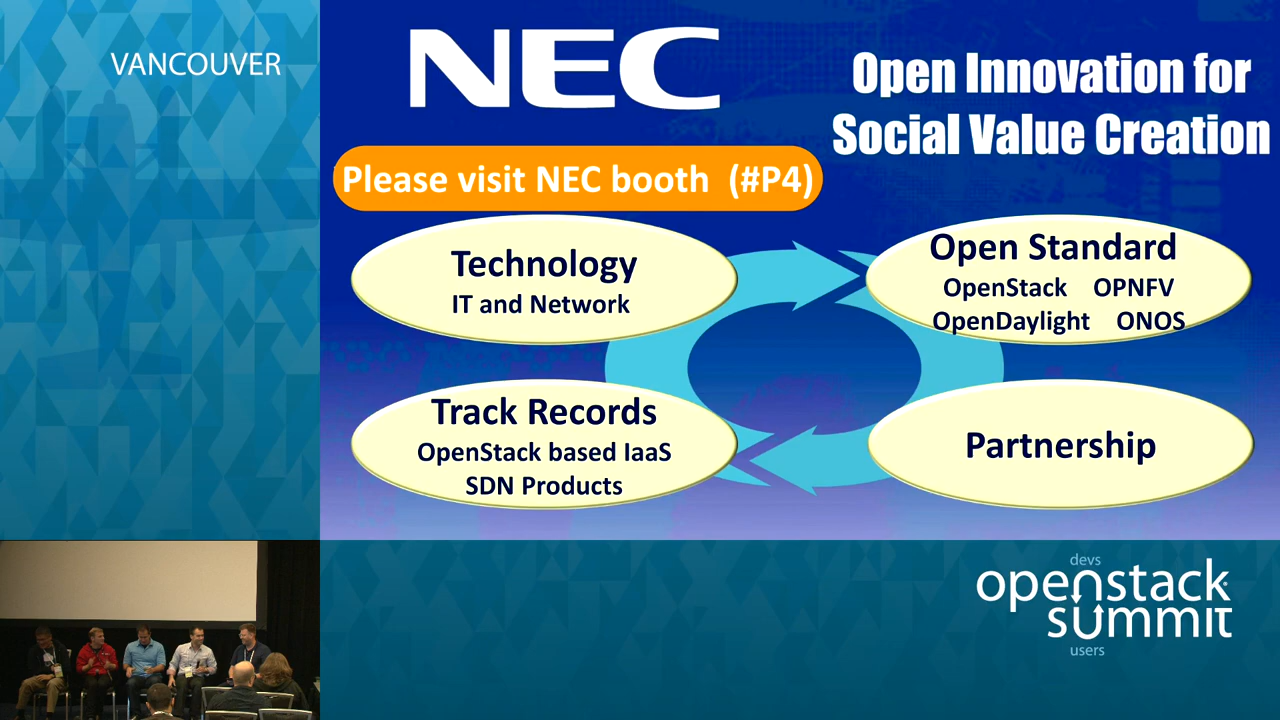 VANCOUVER
NEC
Open Innovation for
Social Value Creation
Please visit NEC booth (#P4)
Technology
IT and Network
Open Standard
OpenStack OPNFV
OpenDaylight ONOS
Track Records
OpenStack based IaaS
SDN Products
Partnership
devs
openstack
summit
users